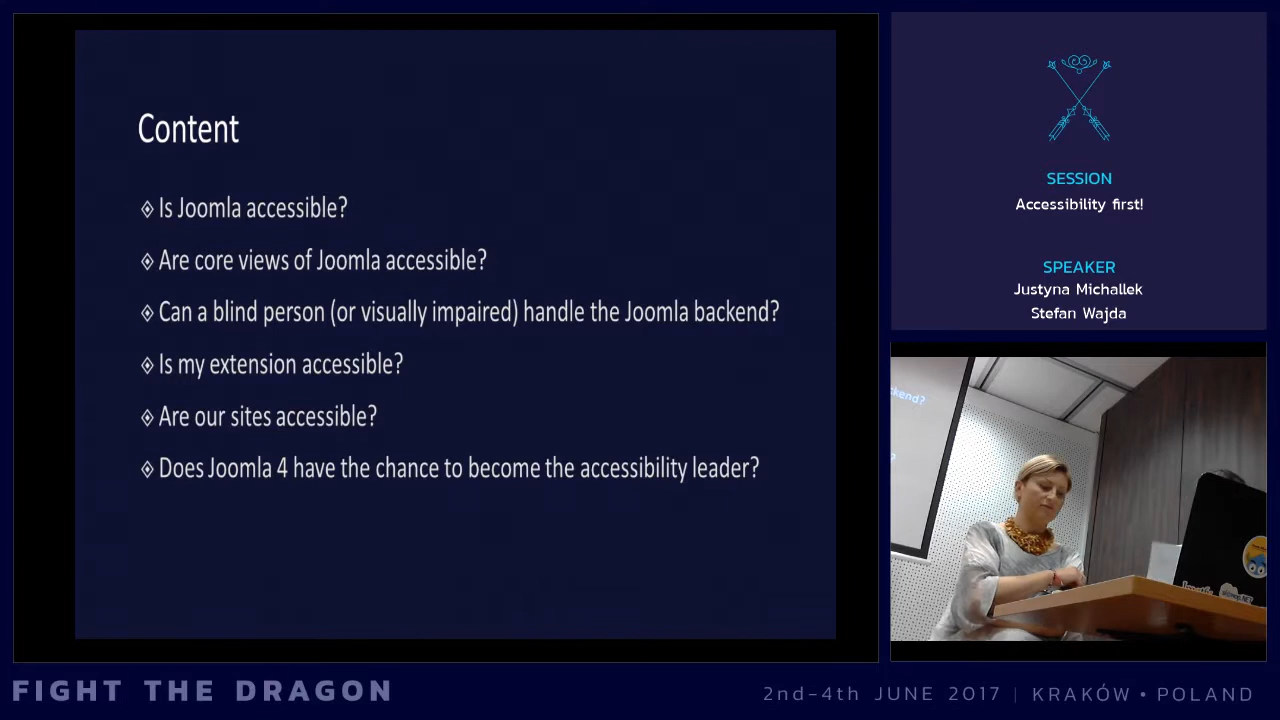 Content
Is Joomla accessible?
Are core views of Joomla accessible?
Can a blind person (or visually impaired) handle the Joomla backend?
Is my extension accessible?
Are our sites accessible?
Does Joomla 4 have the chance to become the accessibility leader?
SESSION
Accessibility first!
SPEAKER
Justyna Michallek
Stefan Wajda
ckend?
FIGHT THE DRAGON
2nd-4th JUNE 2017 | KRAKÓW • POLAND